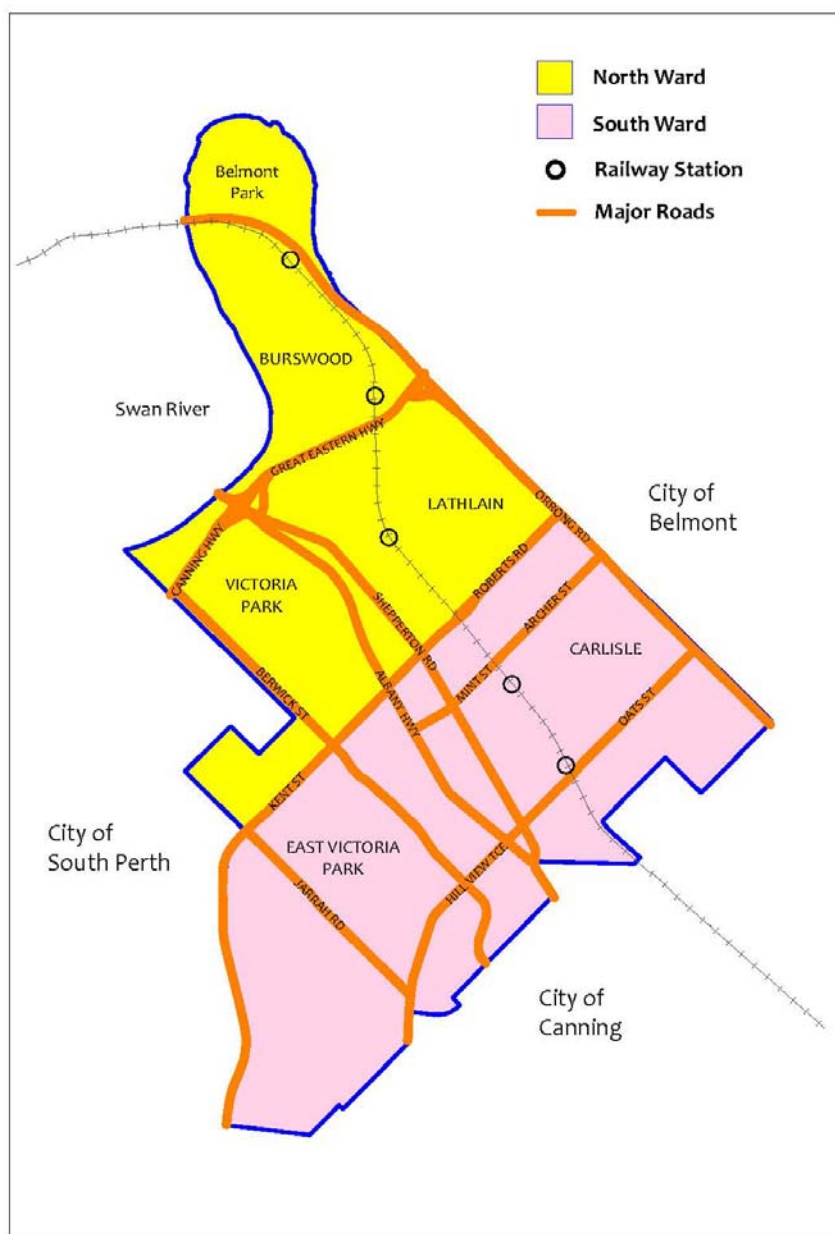 North Ward
South Ward
Railway Station
Major Roads
Belmont
Park
BURSWOOD
Swan River
GREAT EASTERN HWY
City of
Belmont
LATHLAIN
ORRONG RD
CANNING HWY
VICTORIA
PARK
SHEPPERTON RD
ROBERTS RD
ARCHER ST
CARLISLE
BERWICK ST
ALBANY HWY
MINT ST
OATS ST
KENT ST
City of
South Perth
EAST VICTORIA
PARK
HILL VIEW TCE
JARRAH RD
City of
Canning